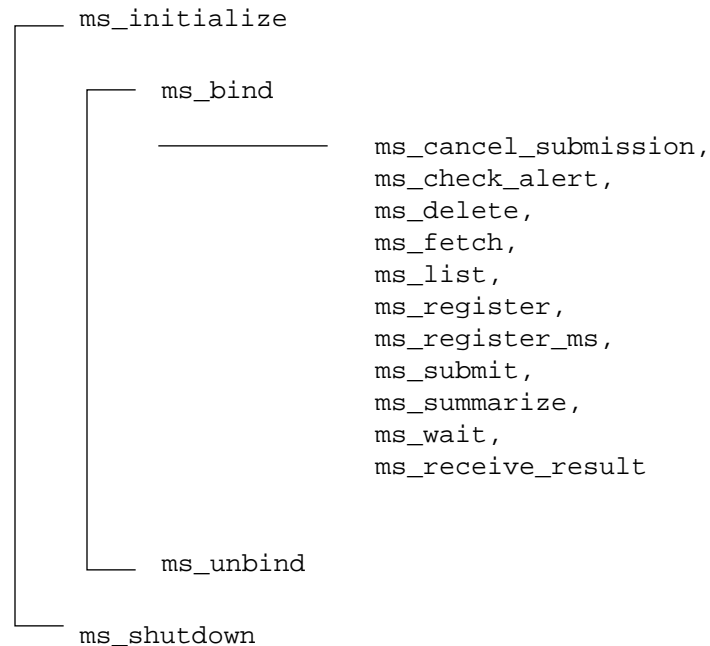 ms_initialize
ms_bind
ms_cancel_submission,
ms_check_alert,
ms_delete,
ms_fetch,
ms_list,
ms_register,
ms_register_ms,
ms_submit,
ms_summarize,
ms_wait,
ms_receive_result
ms_unbind
ms_shutdown